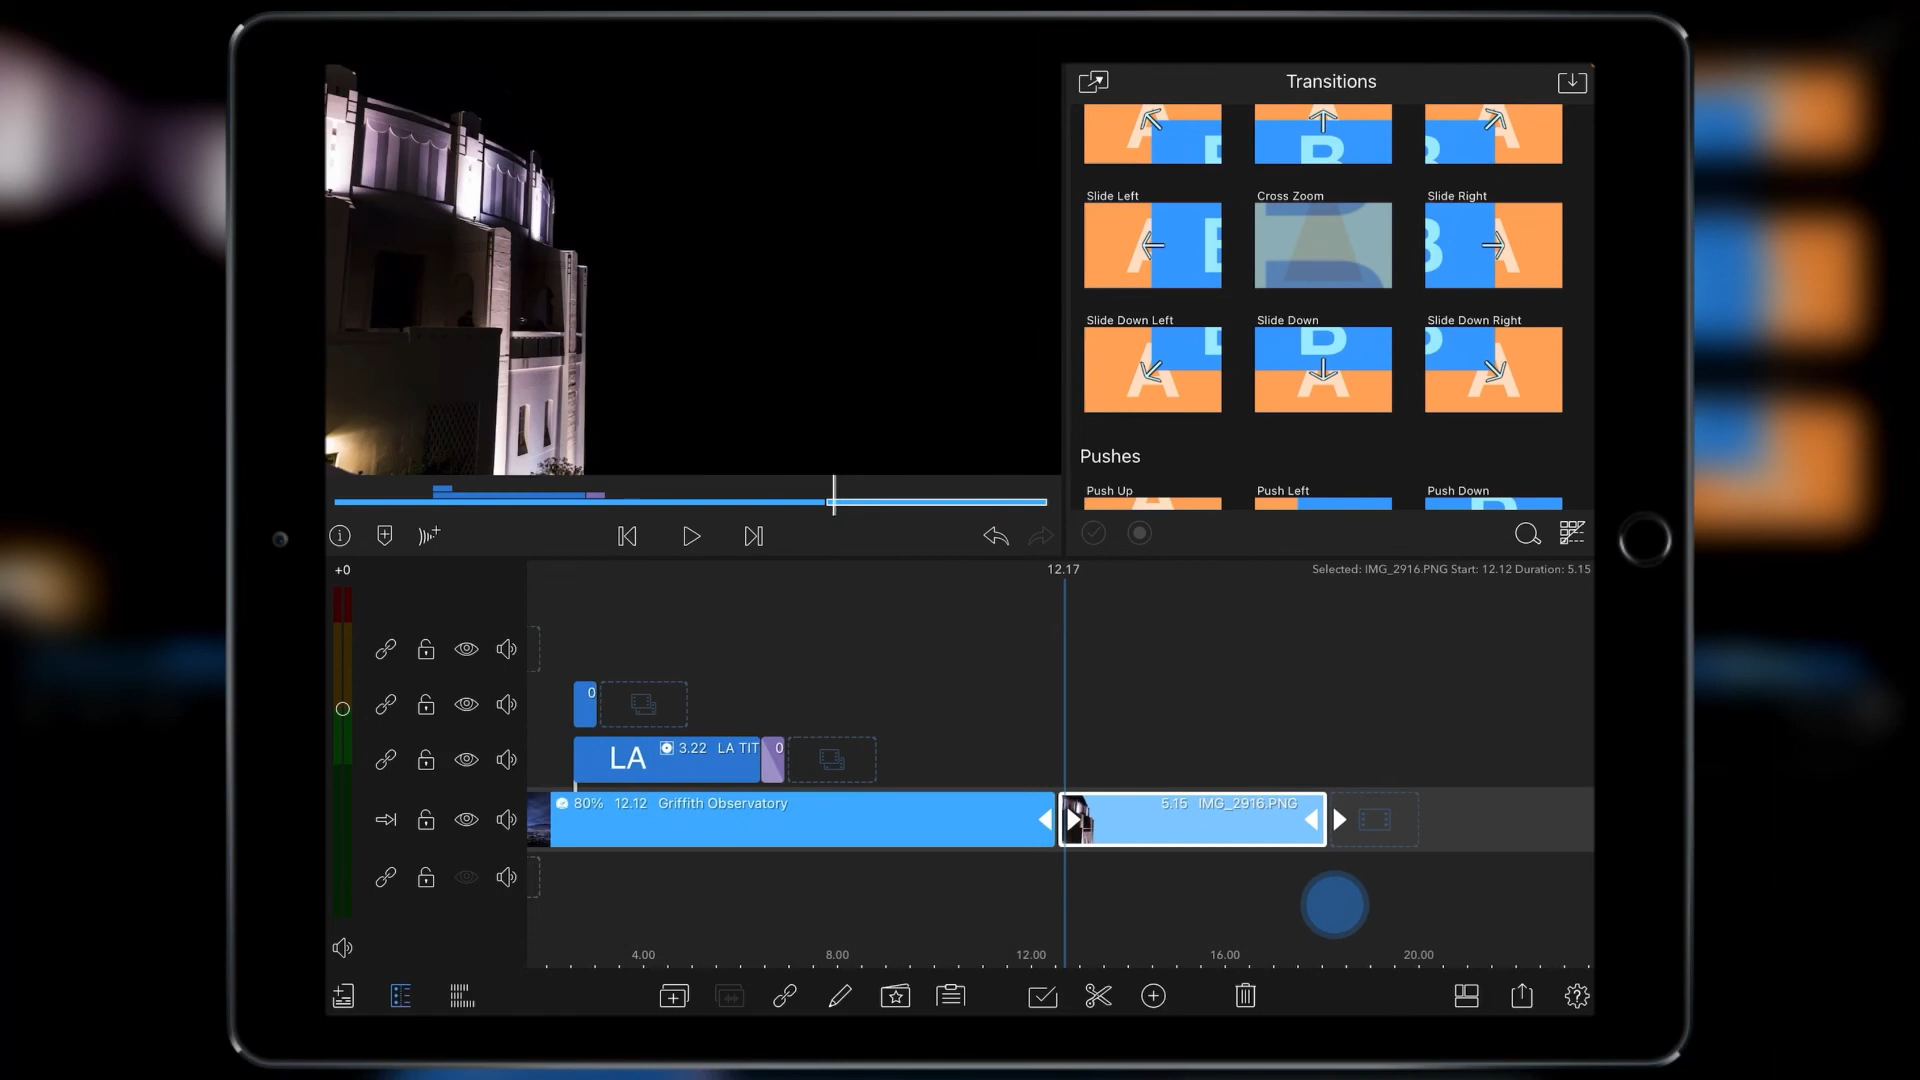 Transitions
A A A
B B B
Slide Left Cross Zoom Slide Right
A B A B A
Slide Down Left Slide Down Slide Down Right
B B B
A A A
Pushes
Push Up Push Left Push Down
+0
12.17
Selected: IMG_2916.PNG Start: 12.12 Duration: 5.15
0
LA 3.22 LA TIT 0
80% 12.12 Griffith Observatory
5.15 IMG_2916.PNG
4.00 8.00 12.00 16.00 20.00